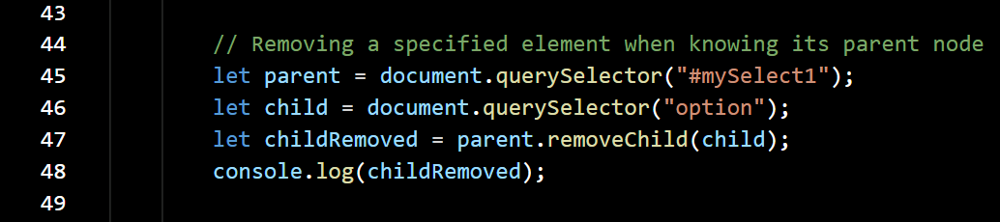 43
44 // Removing a specified element when knowing its parent node
45 let parent = document.querySelector("#mySelect1");
46 let child = document.querySelector("option");
47 let childRemoved = parent.removeChild(child);
48 console.log(childRemoved);
49